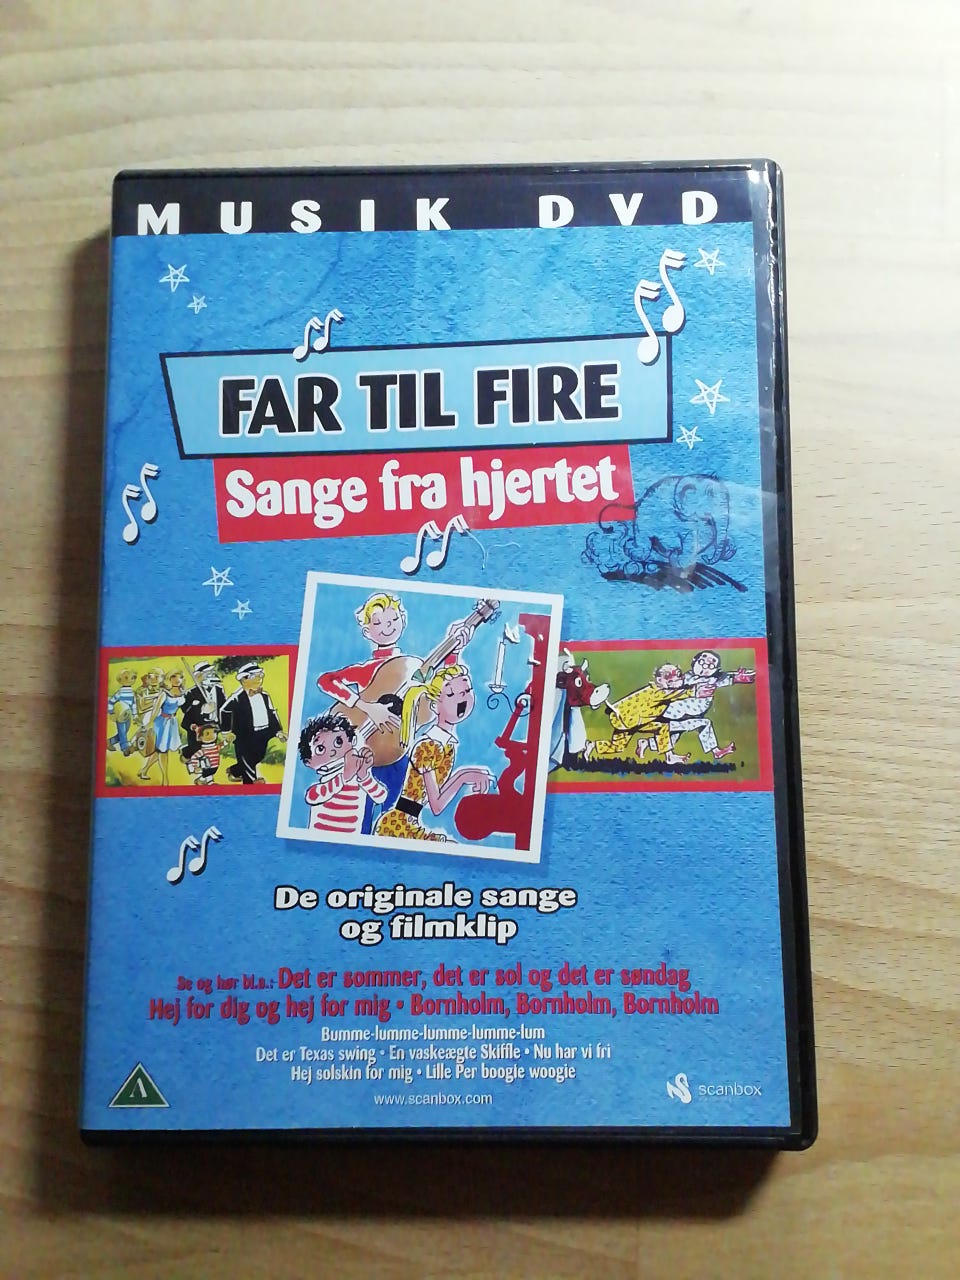 MUSIK DVD
FAR TIL FIRE
Sange fra hjertet
De originale sange
og filmklip
Se og hør bl.a.: Det er sommer, det er sol og det er søndag
Hej for dig og hej for mig • Bornholm, Bornholm, Bornholm
Bumme-lumme-lumme-lumme-lum
Det er Texas swing • En vaskeægte Skiffle • Nu har vi fri
Hej solskin for mig • Lille Per boogie woogie
www.scanbox.com
A
scanbox